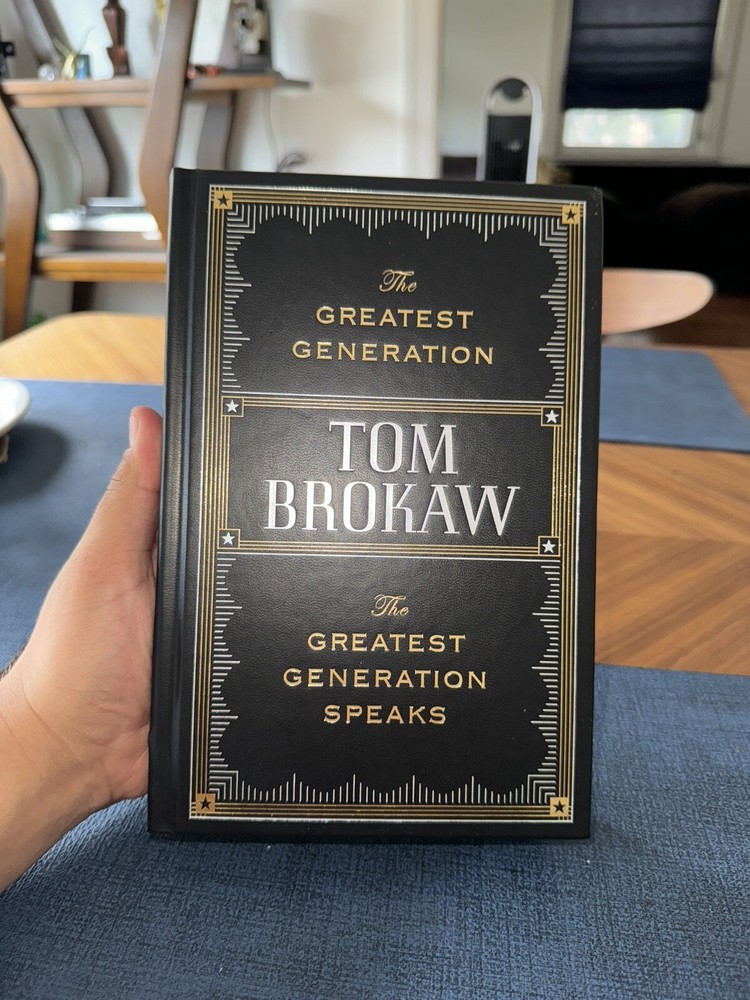 The
GREATEST
GENERATION
TOM
BROKAW
The
GREATEST
GENERATION
SPEAKS